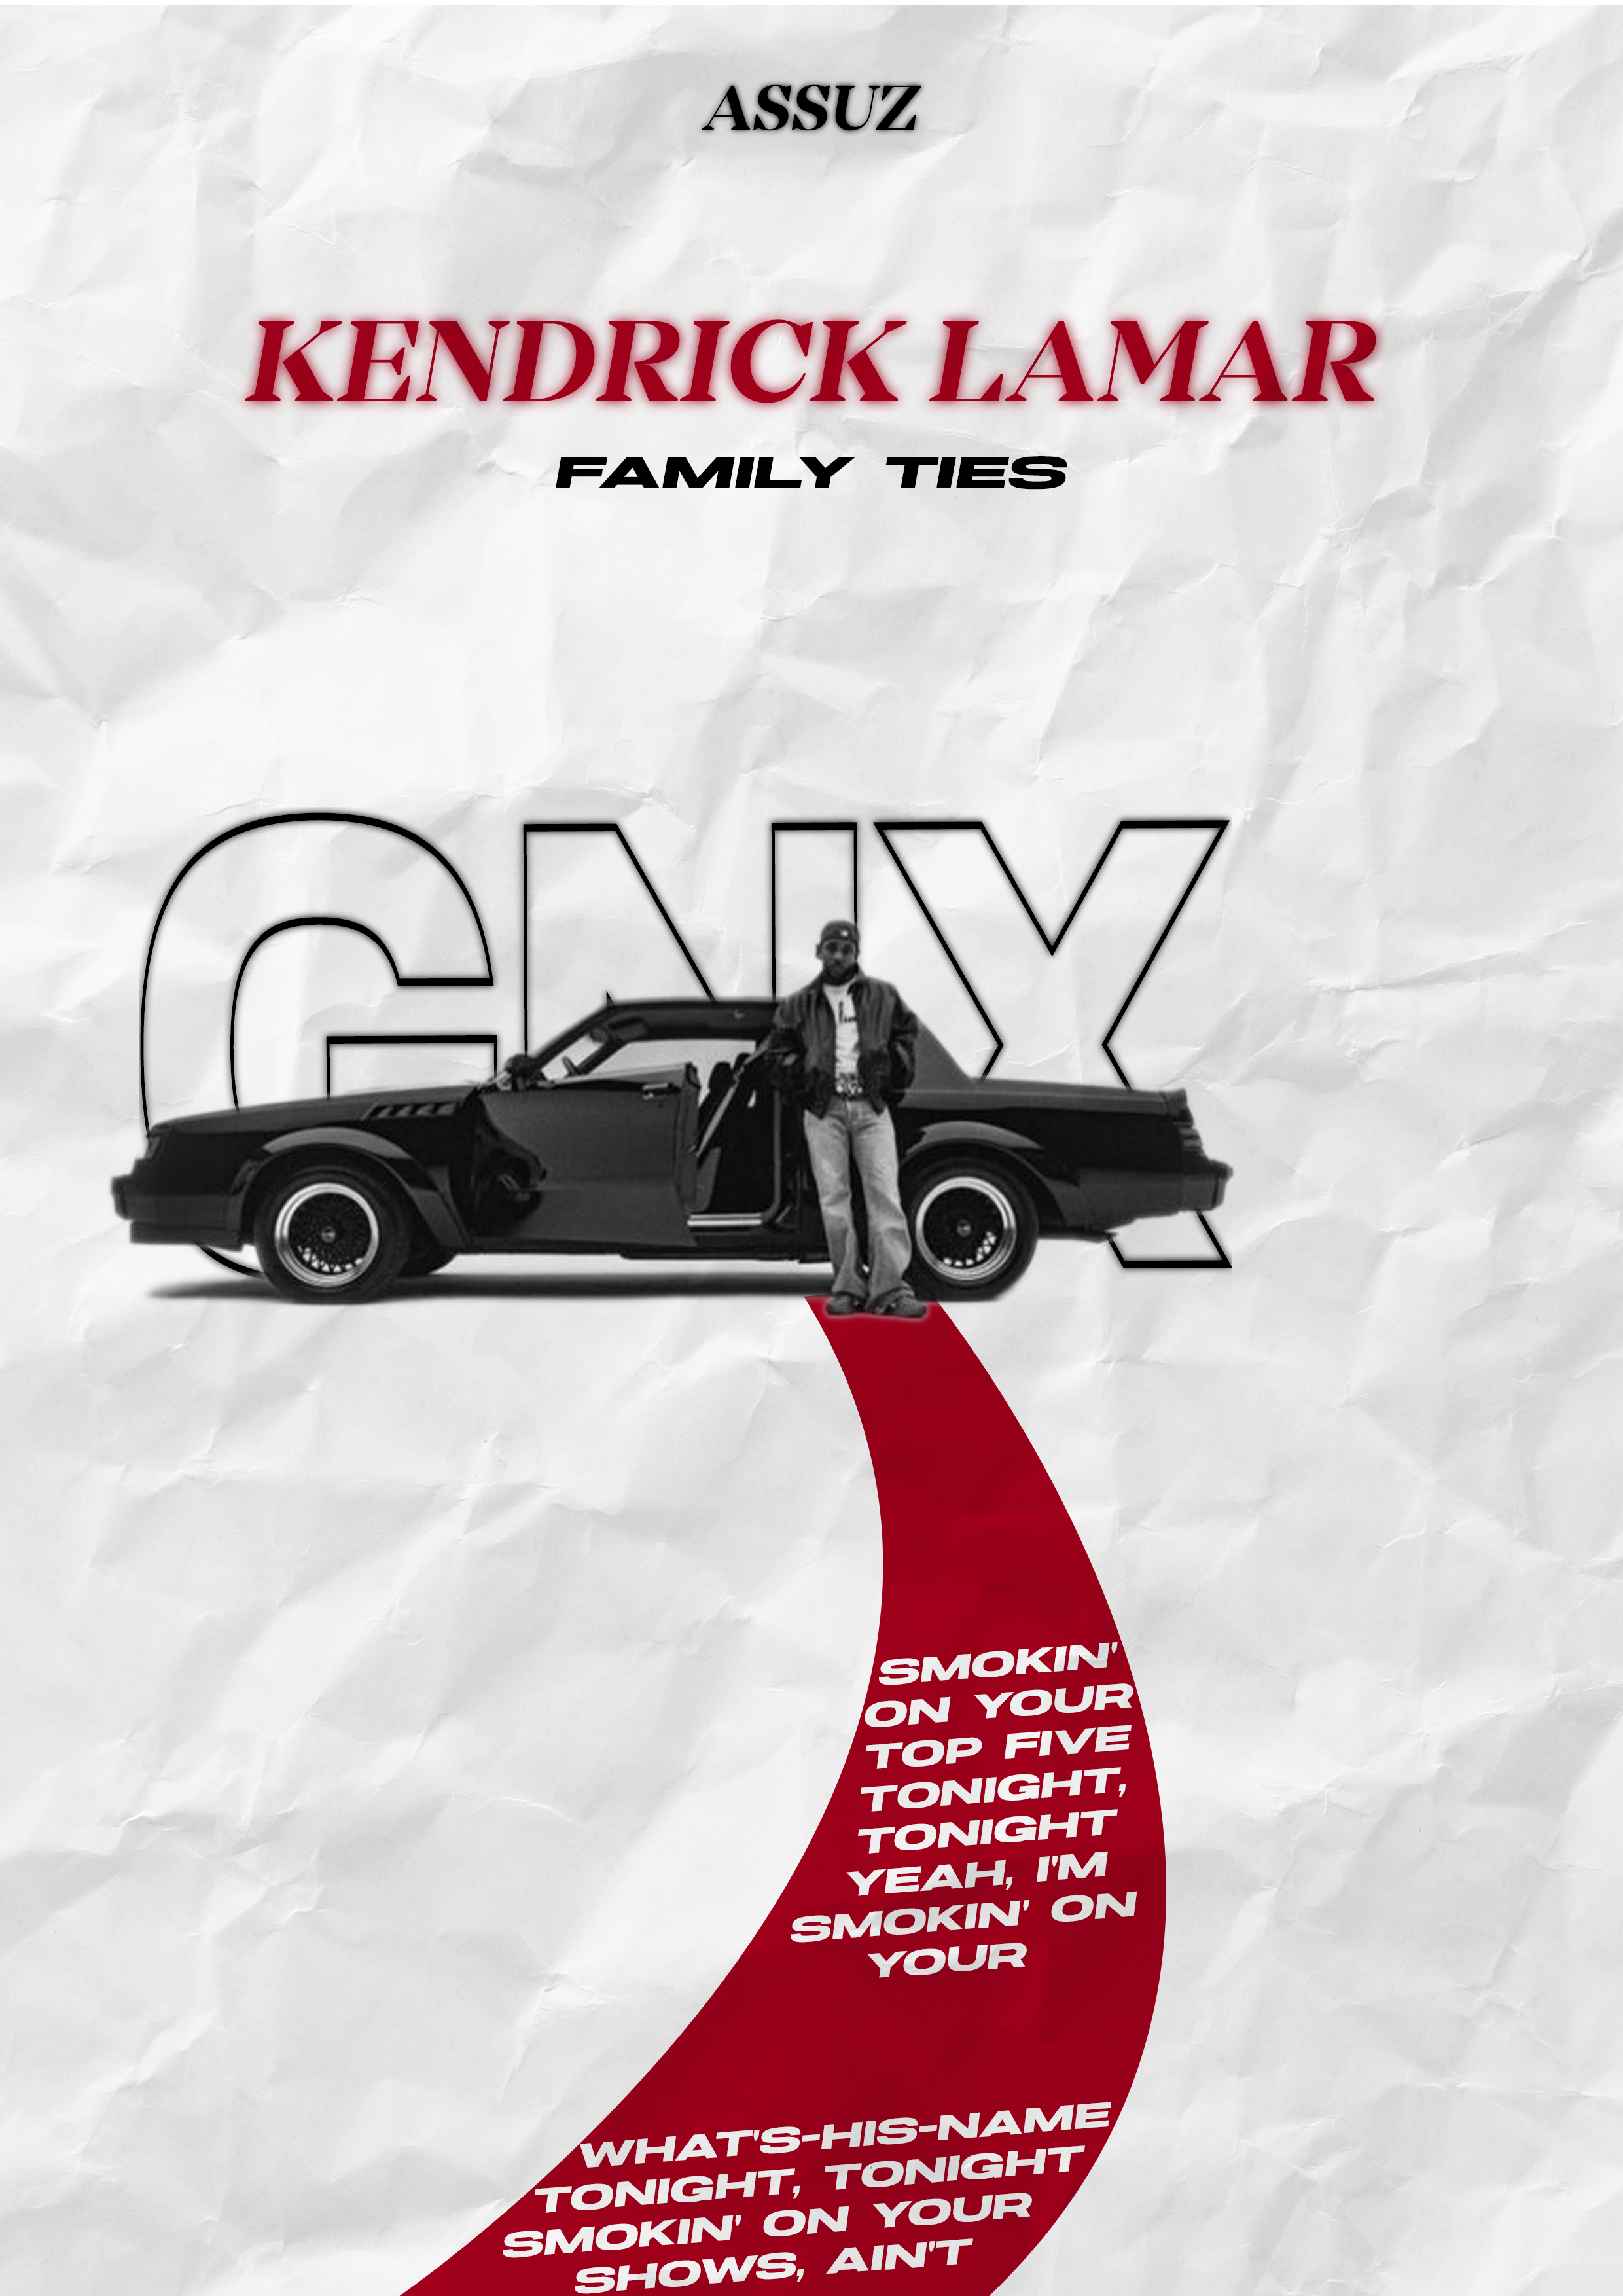 ASSUZ
KENDRICK LAMAR
FAMILY TIES
GNX
SMOKIN'
ON YOUR
TOP FIVE
TONIGHT,
TONIGHT
YEAH, I'M
SMOKIN' ON
YOUR
WHAT'S-HIS-NAME
TONIGHT, TONIGHT
SMOKIN' ON YOUR
SHOWS, AIN'T